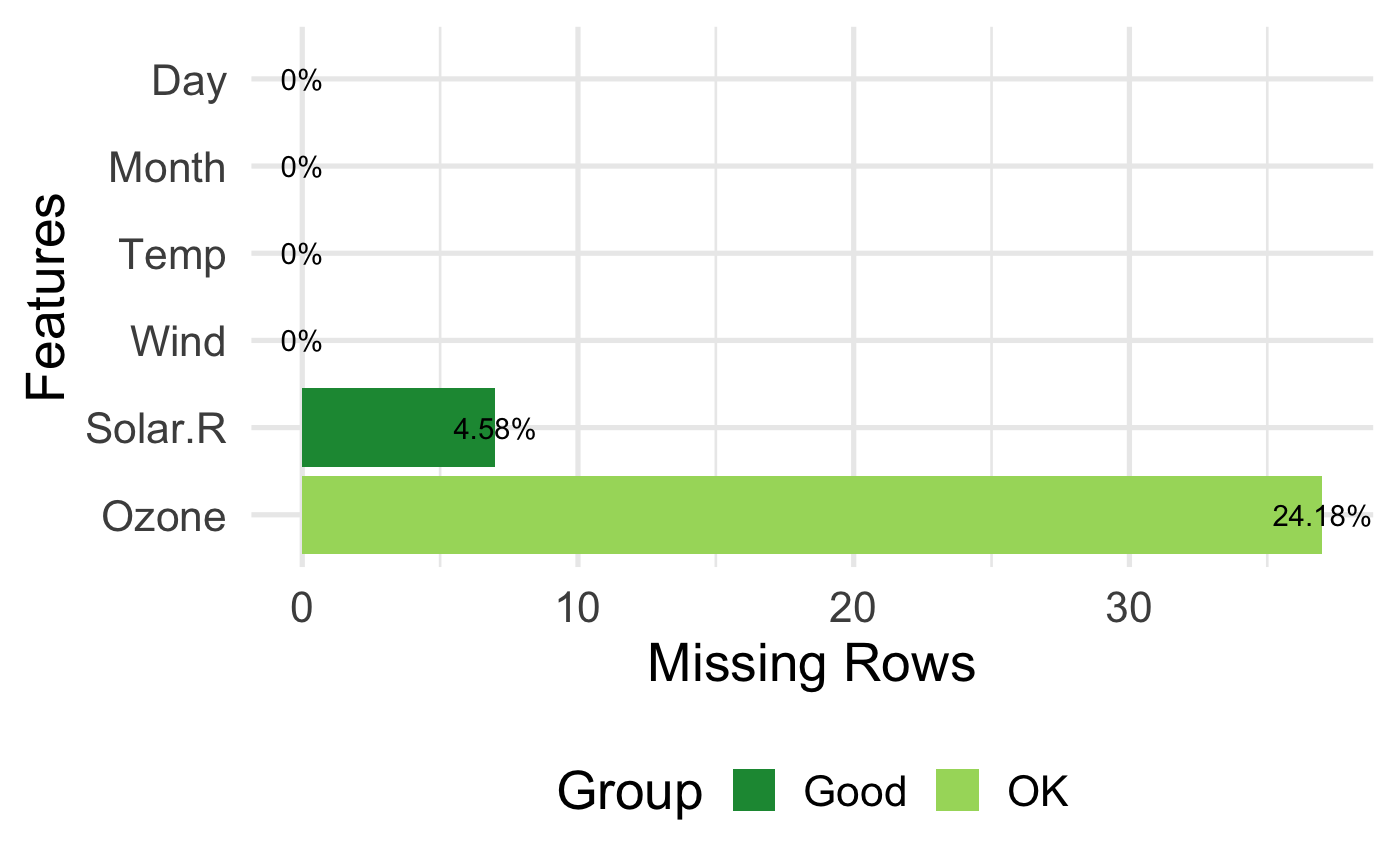 Features
Day 0%
Month 0%
Temp 0%
Wind 0%
Solar.R 4.58%
Ozone 24.18%
0 10 20 30
Missing Rows
Group Good OK